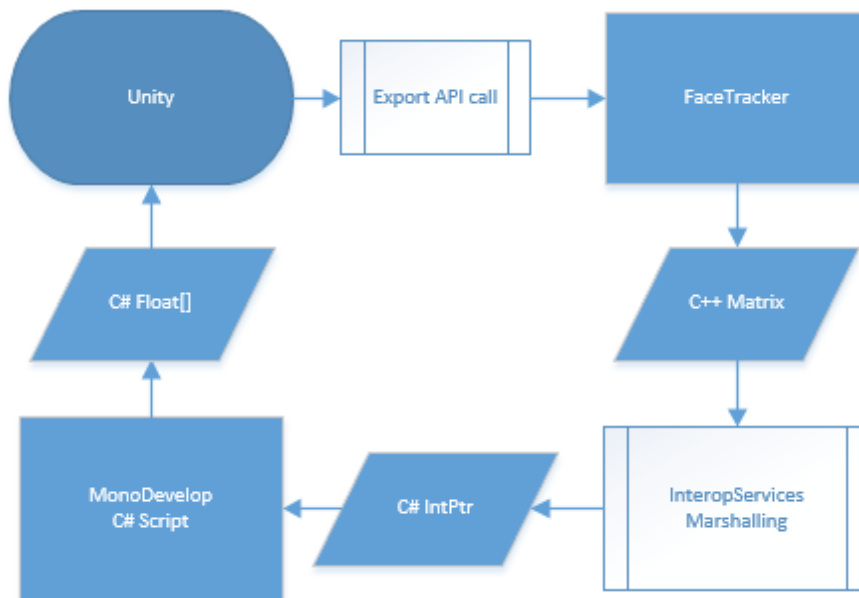 Unity
Export API call
FaceTracker
C# Float[]
C++ Matrix
MonoDevelop
C# Script
C# IntPtr
InteropServices
Marshalling